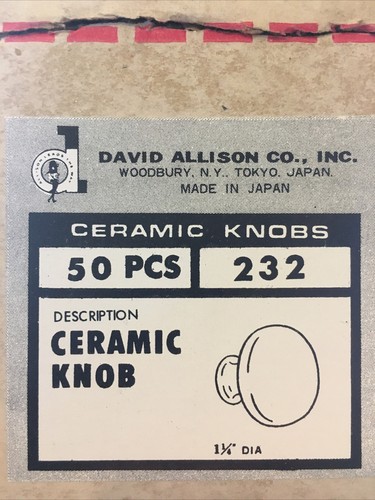 DAVID ALLISON CO., INC.
WOODBURY, N.Y., TOKYO, JAPAN.
MADE IN JAPAN
CERAMIC KNOBS
50 PCS
232
DESCRIPTION
CERAMIC
KNOB
1¼" DIA